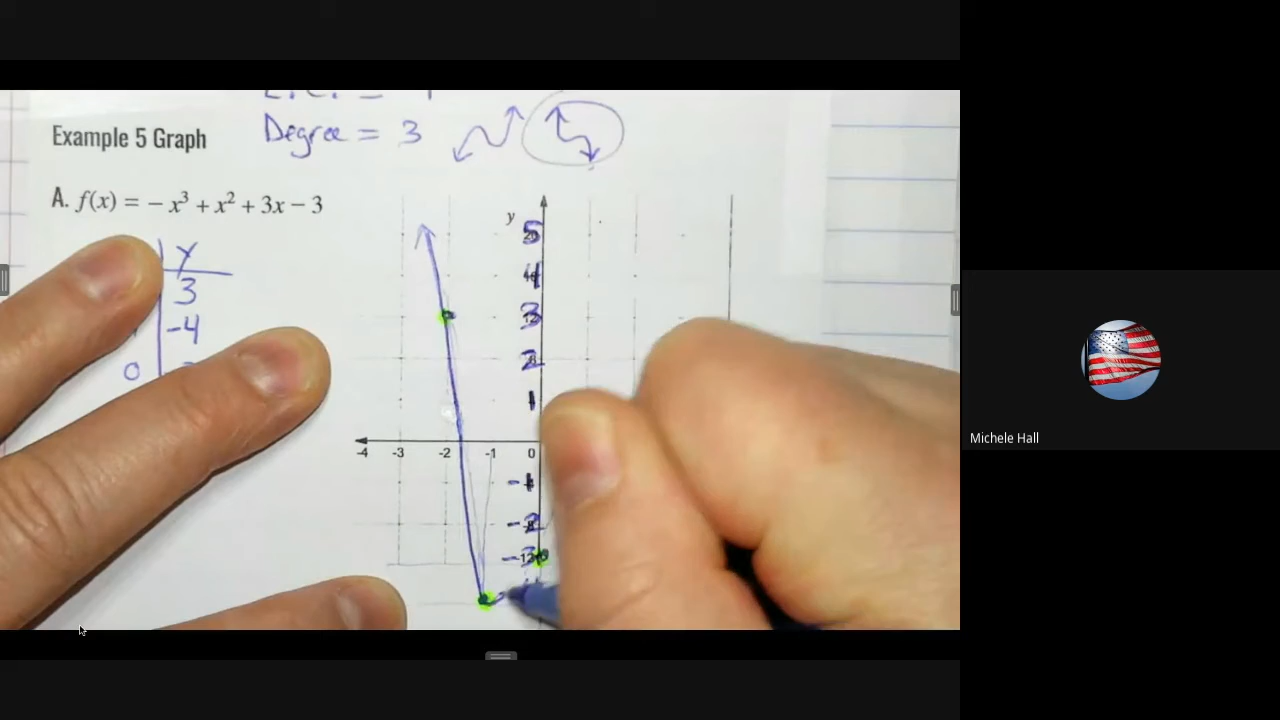 Degree = 3
Example 5 Graph
A. f(x) = − x³ + x² + 3x − 3
y
Y
3
-4
0
5
4
3
2
1
-4 -3 -2 -1 0
-1
-2
-3
Michele Hall